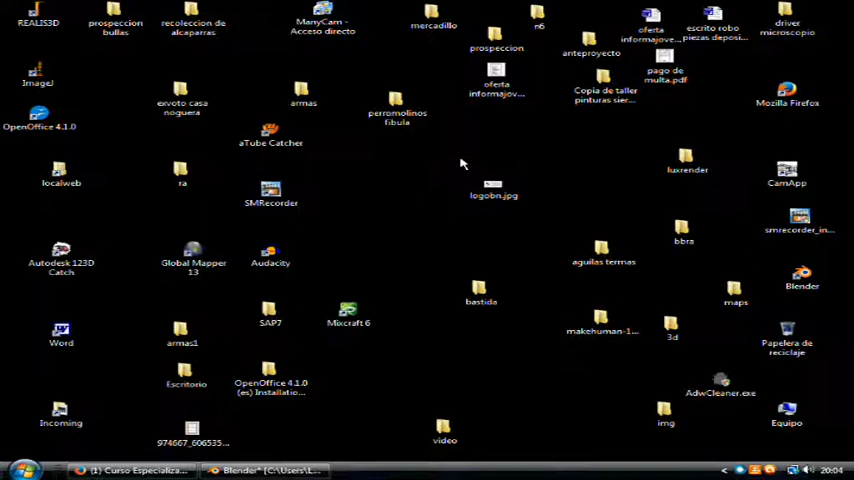 REALIS3D
prospeccion
bullas
recoleccion de
alcaparras
ManyCam -
Acceso directo
mercadillo
prospeccion
n6
anteproyecto
oferta
informajove...
escrito robo
piezas deposi...
driver
microscopio
ImageJ
exvoto casa
noguera
armas
perromolinos
fibula
oferta
informajov...
Copia de taller
pinturas sier...
pago de
multa.pdf
Mozilla Firefox
OpenOffice 4.1.0
aTube Catcher
localweb
ra
SMRecorder
logobn.jpg
luxrender
CamApp
bbra
smrecorder_in...
Autodesk 123D
Catch
Global Mapper
13
Audacity
aguilas termas
bastida
maps
Blender
SAP7
Mixcraft 6
Word
armas1
makehuman-1...
3d
Papelera de
reciclaje
Escritorio
OpenOffice 4.1.0
(es) Installatio...
AdwCleaner.exe
Incoming
974667_606535...
video
img
Equipo
(1) Curso Especializa...
Blender* [C:\Users\L...
20:04